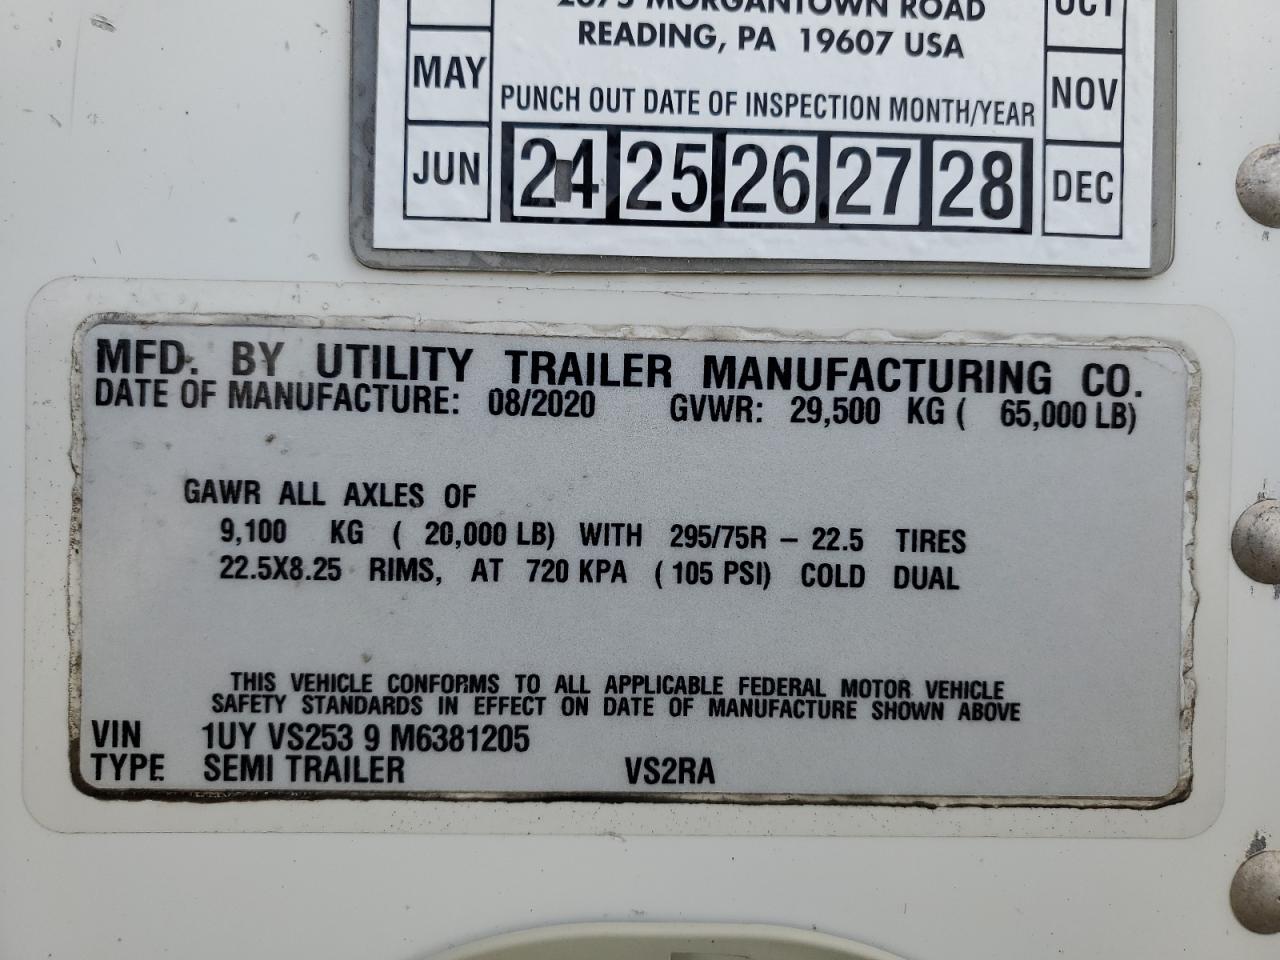 2675 MORGANTOWN ROAD
READING, PA 19607 USA
PUNCH OUT DATE OF INSPECTION MONTH/YEAR
MAY
JUN
24 25 26 27 28
OCT
NOV
DEC
MFD. BY UTILITY TRAILER MANUFACTURING CO.
DATE OF MANUFACTURE: 08/2020 GVWR: 29,500 KG ( 65,000 LB)
GAWR ALL AXLES OF
9,100 KG ( 20,000 LB) WITH 295/75R - 22.5 TIRES
22.5X8.25 RIMS, AT 720 KPA ( 105 PSI) COLD DUAL
THIS VEHICLE CONFORMS TO ALL APPLICABLE FEDERAL MOTOR VEHICLE
SAFETY STANDARDS IN EFFECT ON DATE OF MANUFACTURE SHOWN ABOVE
VIN 1UY VS253 9 M6381205
TYPE SEMI TRAILER VS2RA